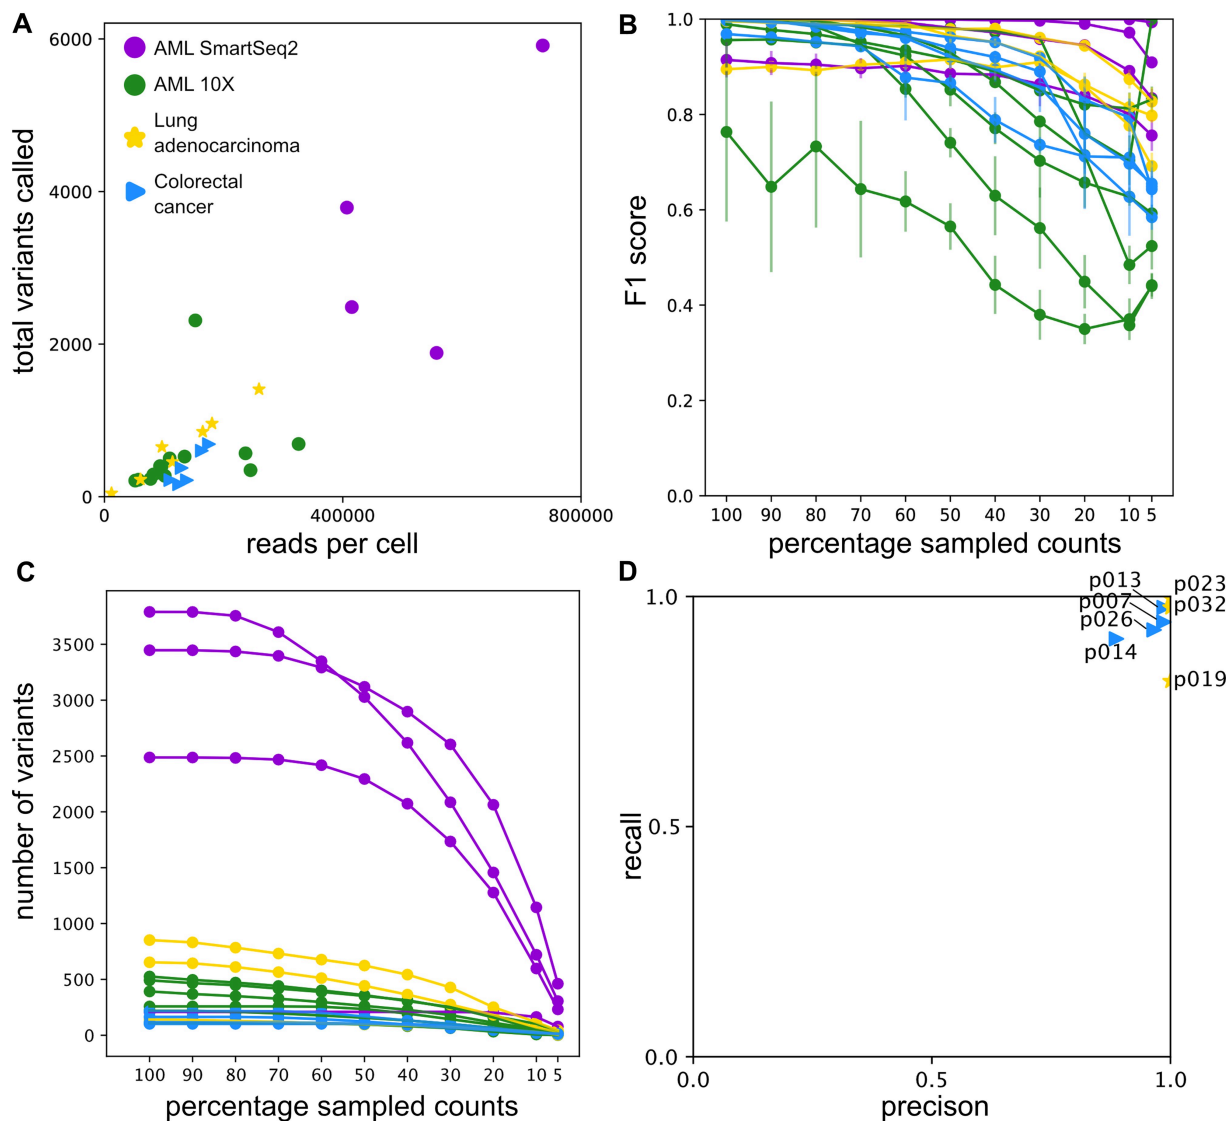 A
total variants called
6000
4000
2000
0
0
400000
800000
reads per cell
AML SmartSeq2
AML 10X
Lung
adenocarcinoma
Colorectal
cancer
B
F1 score
1.0
0.8
0.6
0.4
0.2
0.0
100 90 80 70 60 50 40 30 20 10 5
percentage sampled counts
C
number of variants
3500
3000
2500
2000
1500
1000
500
0
100 90 80 70 60 50 40 30 20 10 5
percentage sampled counts
D
recall
1.0
0.5
0.0
0.0
0.5
1.0
precison
p013
p023
p007
p032
p026
p014
p019